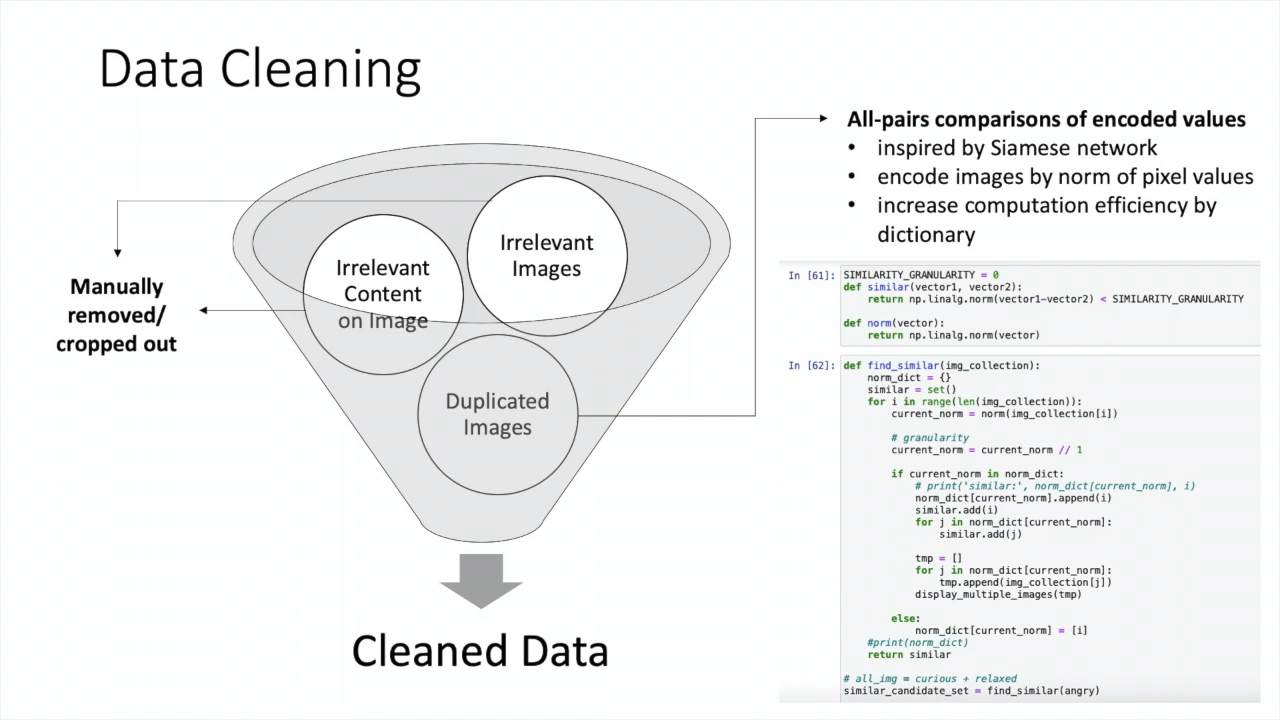 Data Cleaning
All-pairs comparisons of encoded values
• inspired by Siamese network
• encode images by norm of pixel values
• increase computation efficiency by
dictionary
Irrelevant
Images
Irrelevant
Content
on Image
Manually
removed/
cropped out
Duplicated
Images
Cleaned Data
In [61]: SIMILARITY_GRANULARITY = 0
def similar(vector1, vector2):
    return np.linalg.norm(vector1-vector2) < SIMILARITY_GRANULARITY

def norm(vector):
    return np.linalg.norm(vector)
In [62]: def find_similar(img_collection):
    norm_dict = {}
    similar = set()
    for i in range(len(img_collection)):
        current_norm = norm(img_collection[i])

        # granularity
        current_norm = current_norm // 1

        if current_norm in norm_dict:
            # print('similar:', norm_dict[current_norm], i)
            norm_dict[current_norm].append(i)
            similar.add(i)
            for j in norm_dict[current_norm]:
                similar.add(j)

            tmp = []
            for j in norm_dict[current_norm]:
                tmp.append(img_collection[j])
            display_multiple_images(tmp)

        else:
            norm_dict[current_norm] = [i]
    #print(norm_dict)
    return similar

# all_img = curious + relaxed
similar_candidate_set = find_similar(angry)